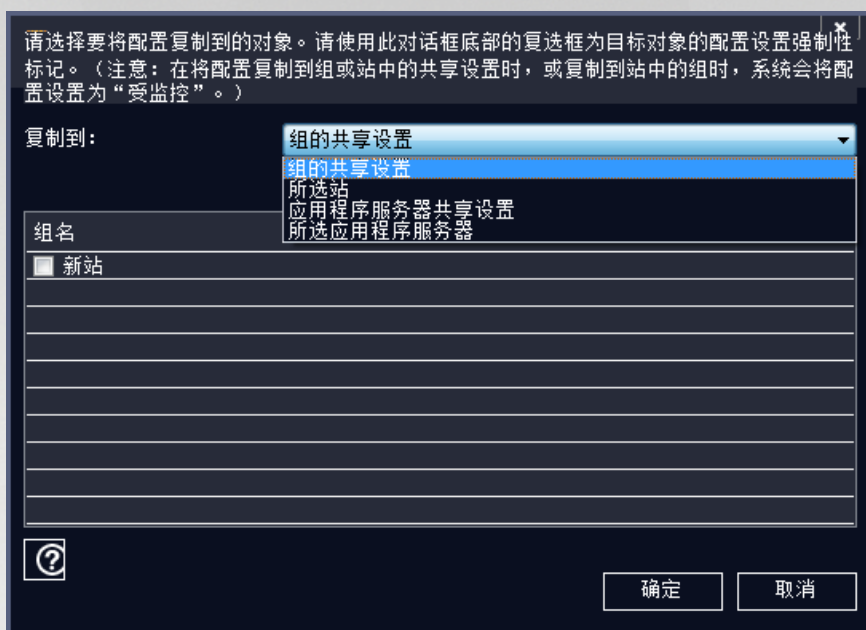 请选择要将配置复制到的对象。请使用此对话框底部的复选框为目标对象的配置设置强制性
标记。（注意：在将配置复制到组或站中的共享设置时，或复制到站中的组时，系统会将配
置设置为“受监控”。）
复制到：
组的共享设置
组的共享设置
所选站
应用程序服务器共享设置
所选应用程序服务器
组名
新站
确定
取消